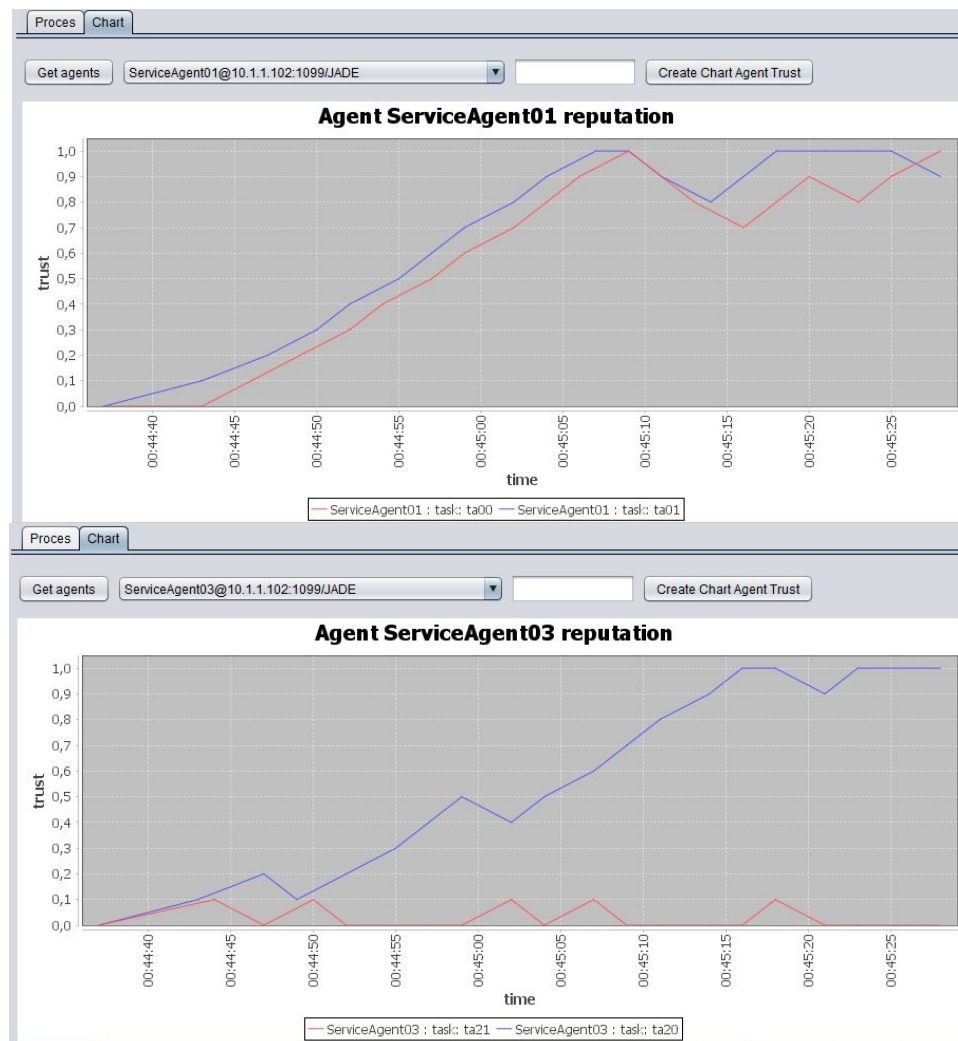 Proces Chart
Get agents ServiceAgent01@10.1.1.102:1099/JADE Create Chart Agent Trust
Agent ServiceAgent01 reputation
trust
1,0
0,9
0,8
0,7
0,6
0,5
0,4
0,3
0,2
0,1
0,0
00:44:40 00:44:45 00:44:50 00:44:55 00:45:00 00:45:05 00:45:10 00:45:15 00:45:20 00:45:25
time
ServiceAgent01 : task: ta00 ServiceAgent01 : task: ta01
Proces Chart
Get agents ServiceAgent03@10.1.1.102:1099/JADE Create Chart Agent Trust
Agent ServiceAgent03 reputation
trust
1,0
0,9
0,8
0,7
0,6
0,5
0,4
0,3
0,2
0,1
0,0
00:44:40 00:44:45 00:44:50 00:44:55 00:45:00 00:45:05 00:45:10 00:45:15 00:45:20 00:45:25
time
ServiceAgent03 : task: ta21 ServiceAgent03 : task: ta20